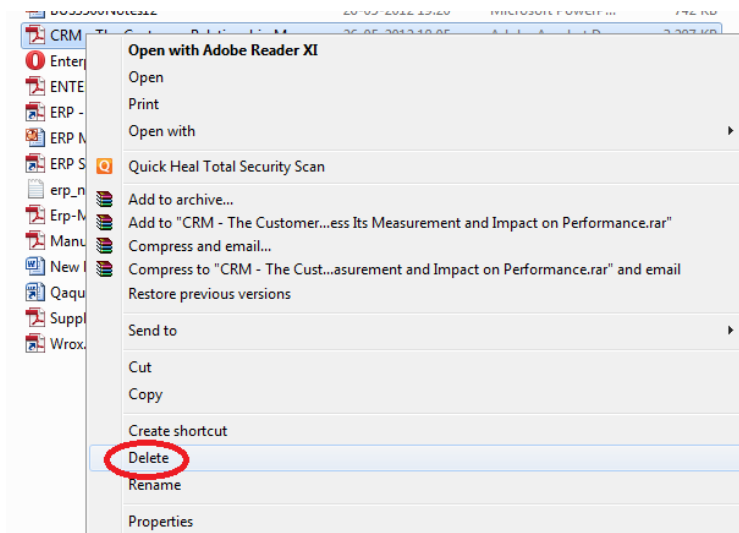 CRM
Open with Adobe Reader XI
Enter
Open
ENTE
Print
ERP -
Open with
ERP M
ERP S
Quick Heal Total Security Scan
erp_n
Add to archive...
Erp-M
Add to "CRM - The Customer...ess Its Measurement and Impact on Performance.rar"
Manu
Compress and email...
New
Compress to "CRM - The Cust...asurement and Impact on Performance.rar" and email
Qaqu
Restore previous versions
Suppl
Send to
Wrox.
Cut
Copy
Create shortcut
Delete
Rename
Properties